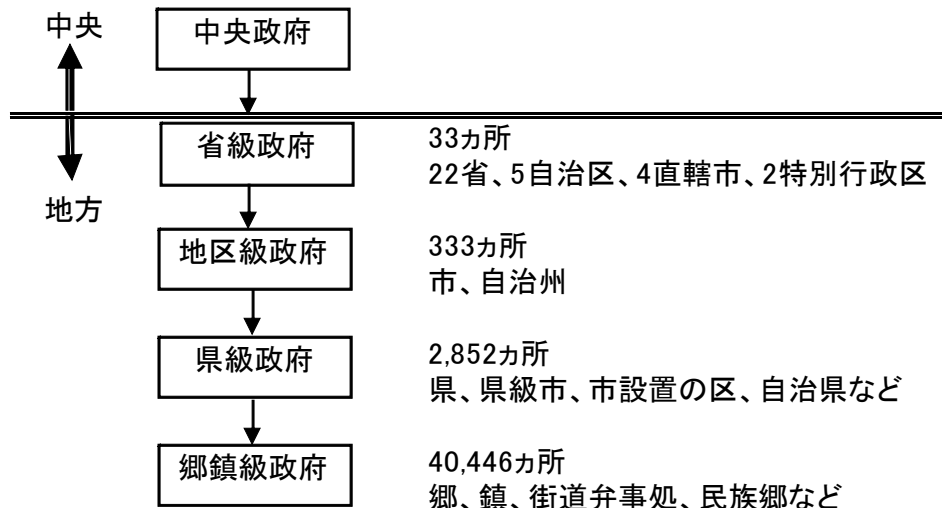 中央
中央政府
地方
省級政府
33ヵ所
22省、5自治区、4直轄市、2特別行政区
地区級政府
333ヵ所
市、自治州
県級政府
2,852ヵ所
県、県級市、市設置の区、自治県など
郷鎮級政府
40,446ヵ所
郷、鎮、街道弁事処、民族郷など